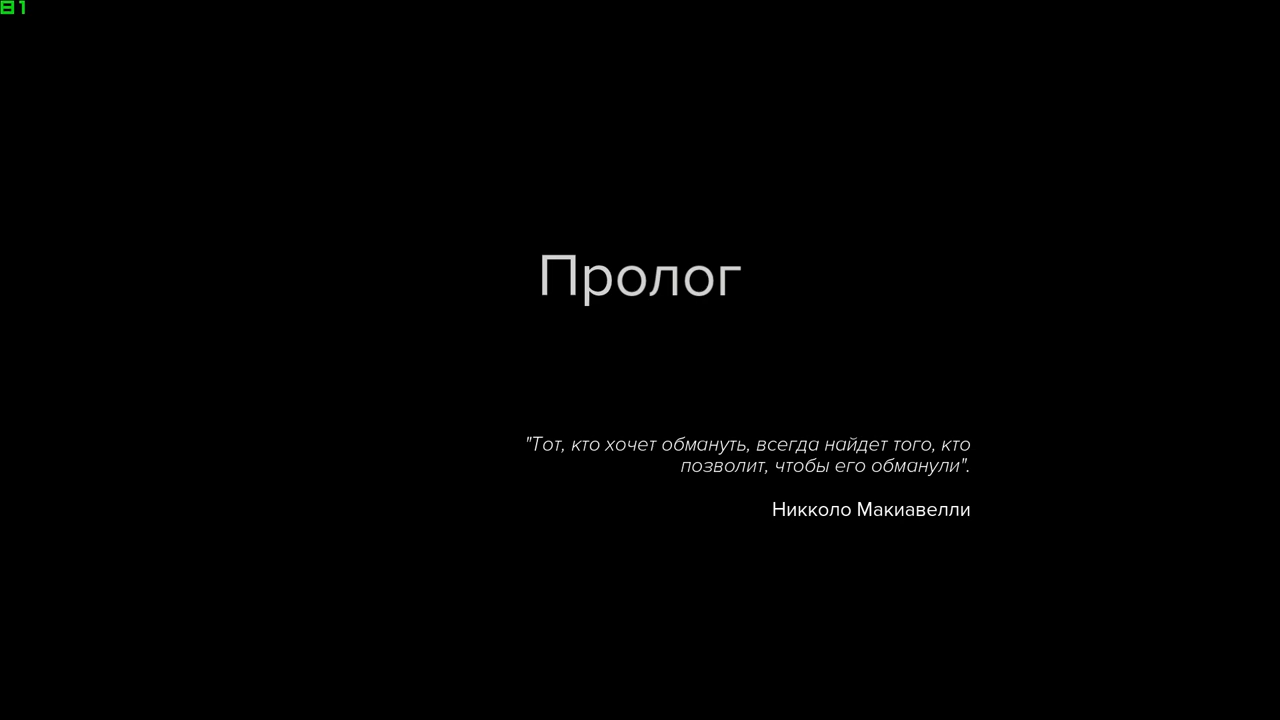 81
Пролог
"Тот, кто хочет обмануть, всегда найдет того, кто
позволит, чтобы его обманули".
Никколо Макиавелли